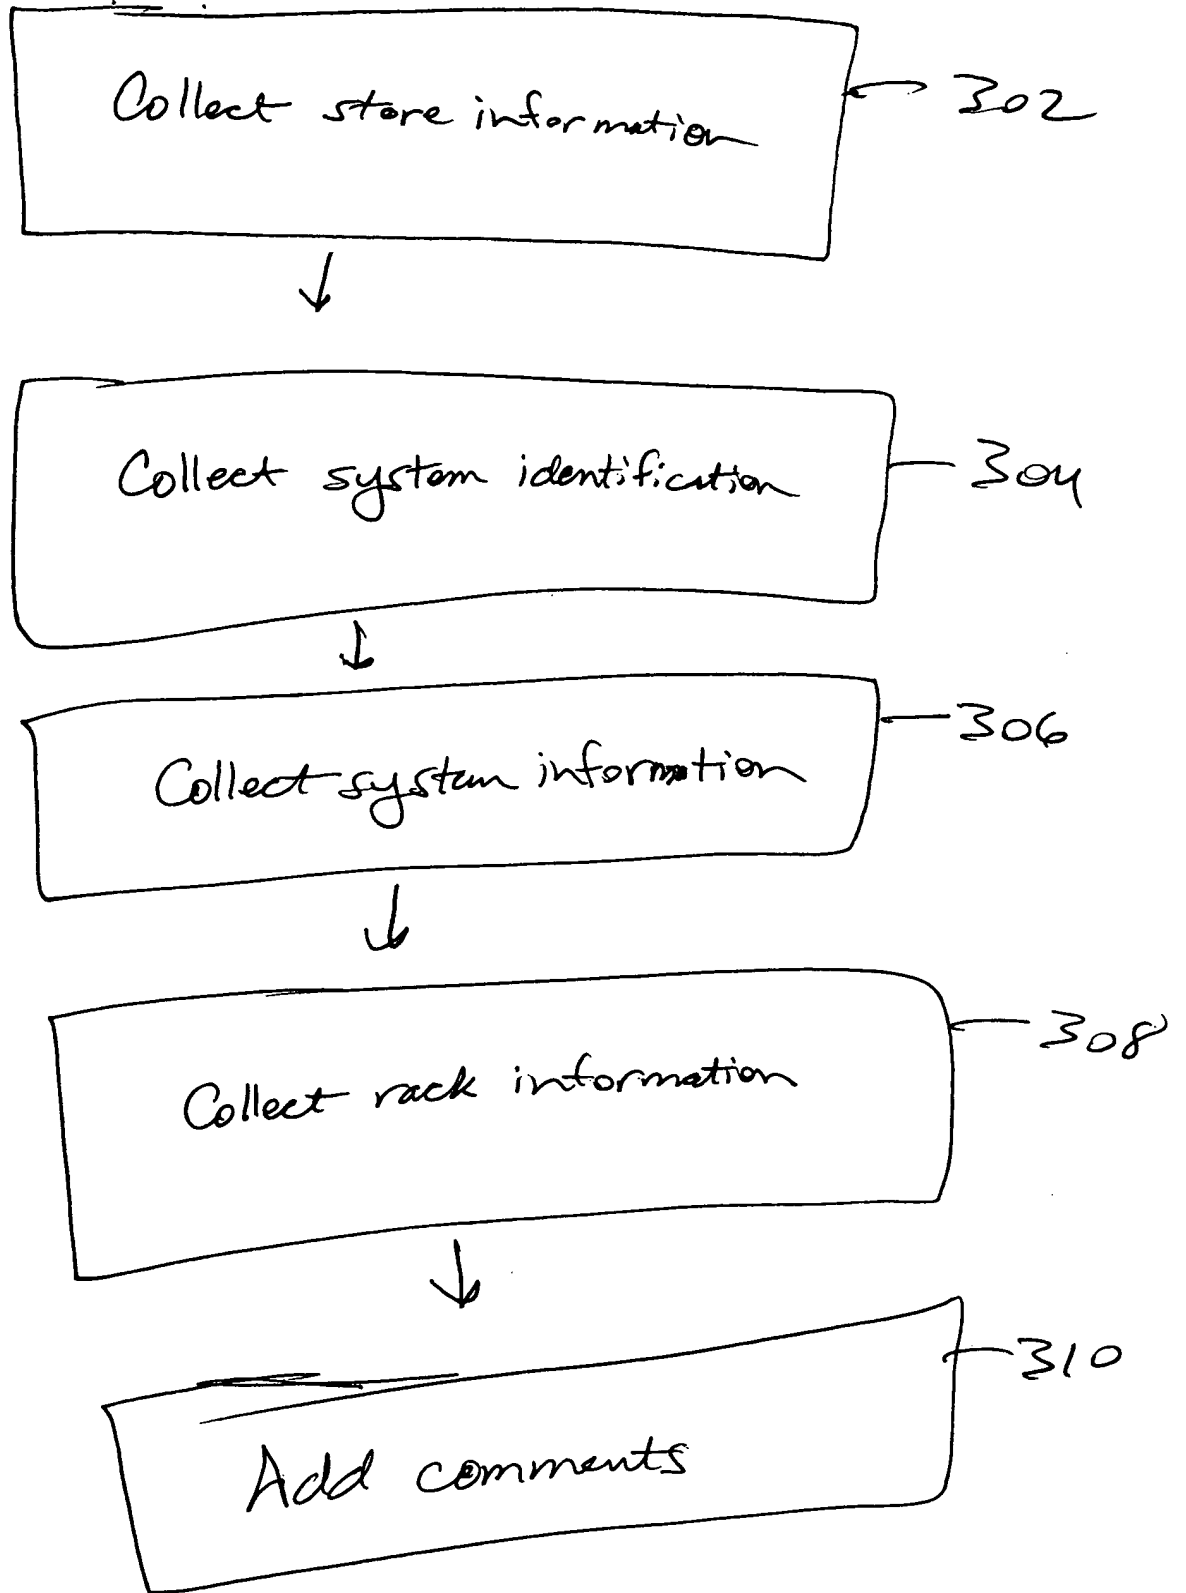 Collect store information
302
Collect system identification
304
Collect system information
306
Collect rack information
308
Add comments
310